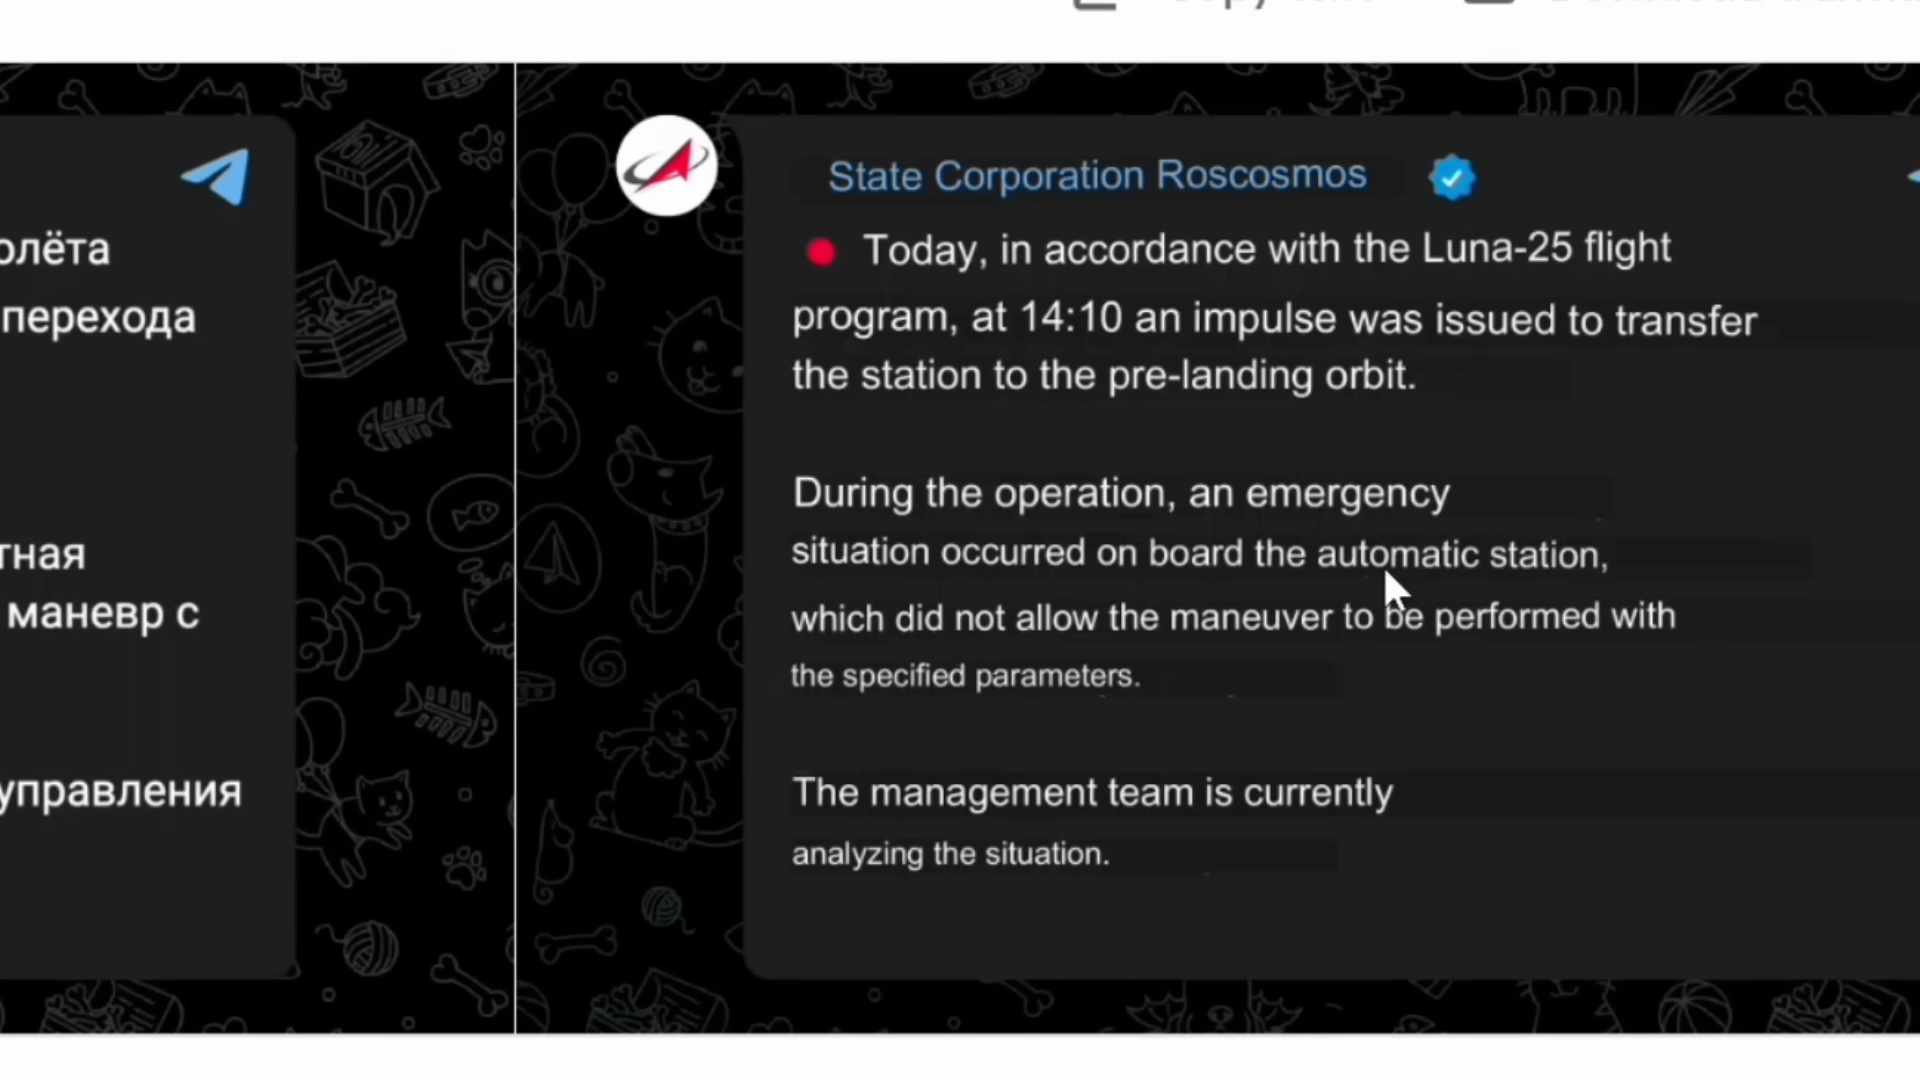 олёта
перехода
тная
маневр с
управления
State Corporation Roscosmos
Today, in accordance with the Luna-25 flight
program, at 14:10 an impulse was issued to transfer
the station to the pre-landing orbit.
During the operation, an emergency
situation occurred on board the automatic station,
which did not allow the maneuver to be performed with
the specified parameters.
The management team is currently
analyzing the situation.